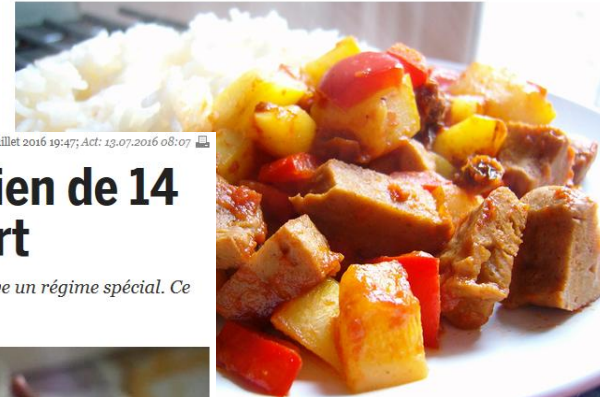 illet 2016 19:47; Act: 13.07.2016 08:07
ien de 14
rt
e un régime spécial. Ce